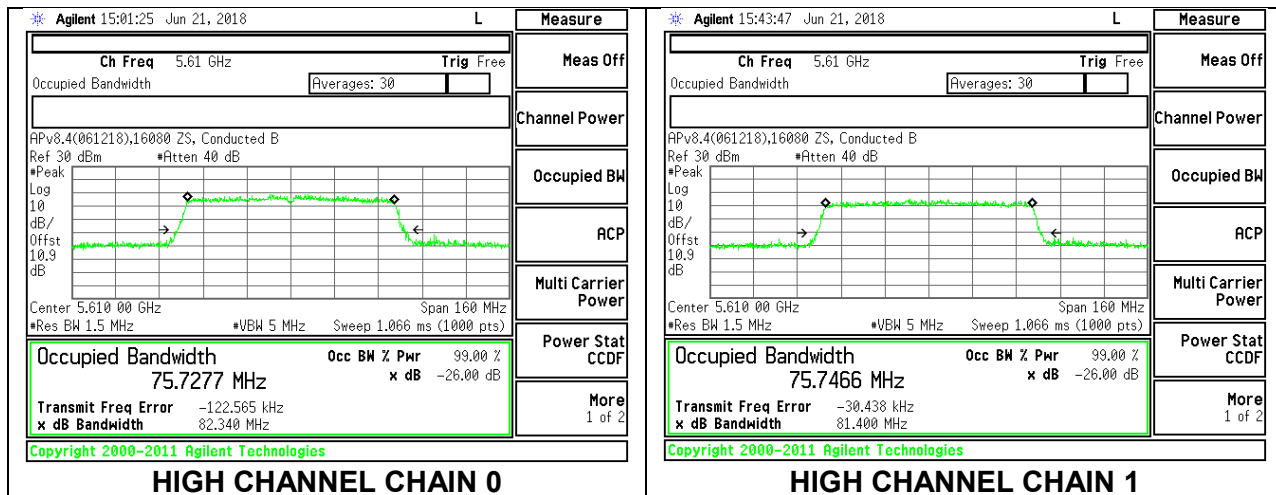 Agilent 15:01:25 Jun 21, 2018 L Measure
Ch Freq 5.61 GHz Trig Free
Occupied Bandwidth Averages: 30
APv8.4(061218),16080 ZS, Conducted B
Ref 30 dBm #Atten 40 dB
#Peak
Log
10
dB/
Offst
10.9
dB
Center 5.610 00 GHz Span 160 MHz
#Res BW 1.5 MHz #VBW 5 MHz Sweep 1.066 ms (1000 pts)
Occupied Bandwidth Occ BW % Pwr 99.00 %
75.7277 MHz x dB -26.00 dB
Transmit Freq Error -122.565 kHz
x dB Bandwidth 82.340 MHz
Copyright 2000-2011 Agilent Technologies
Meas Off
Channel Power
Occupied BW
ACP
Multi Carrier
Power
Power Stat
CCDF
More
1 of 2
HIGH CHANNEL CHAIN 0
Agilent 15:43:47 Jun 21, 2018 L Measure
Ch Freq 5.61 GHz Trig Free
Occupied Bandwidth Averages: 30
APv8.4(061218),16080 ZS, Conducted B
Ref 30 dBm #Atten 40 dB
#Peak
Log
10
dB/
Offst
10.9
dB
Center 5.610 00 GHz Span 160 MHz
#Res BW 1.5 MHz #VBW 5 MHz Sweep 1.066 ms (1000 pts)
Occupied Bandwidth Occ BW % Pwr 99.00 %
75.7466 MHz x dB -26.00 dB
Transmit Freq Error -30.438 kHz
x dB Bandwidth 81.400 MHz
Copyright 2000-2011 Agilent Technologies
Meas Off
Channel Power
Occupied BW
ACP
Multi Carrier
Power
Power Stat
CCDF
More
1 of 2
HIGH CHANNEL CHAIN 1